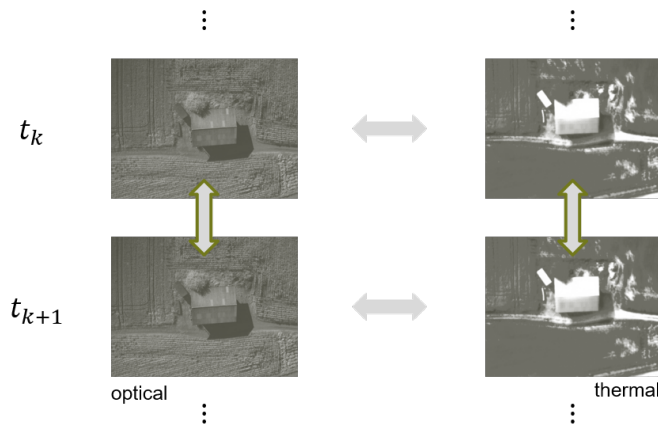 ⋮ ⋮
t_k
t_{k+1}
optical thermal
⋮ ⋮